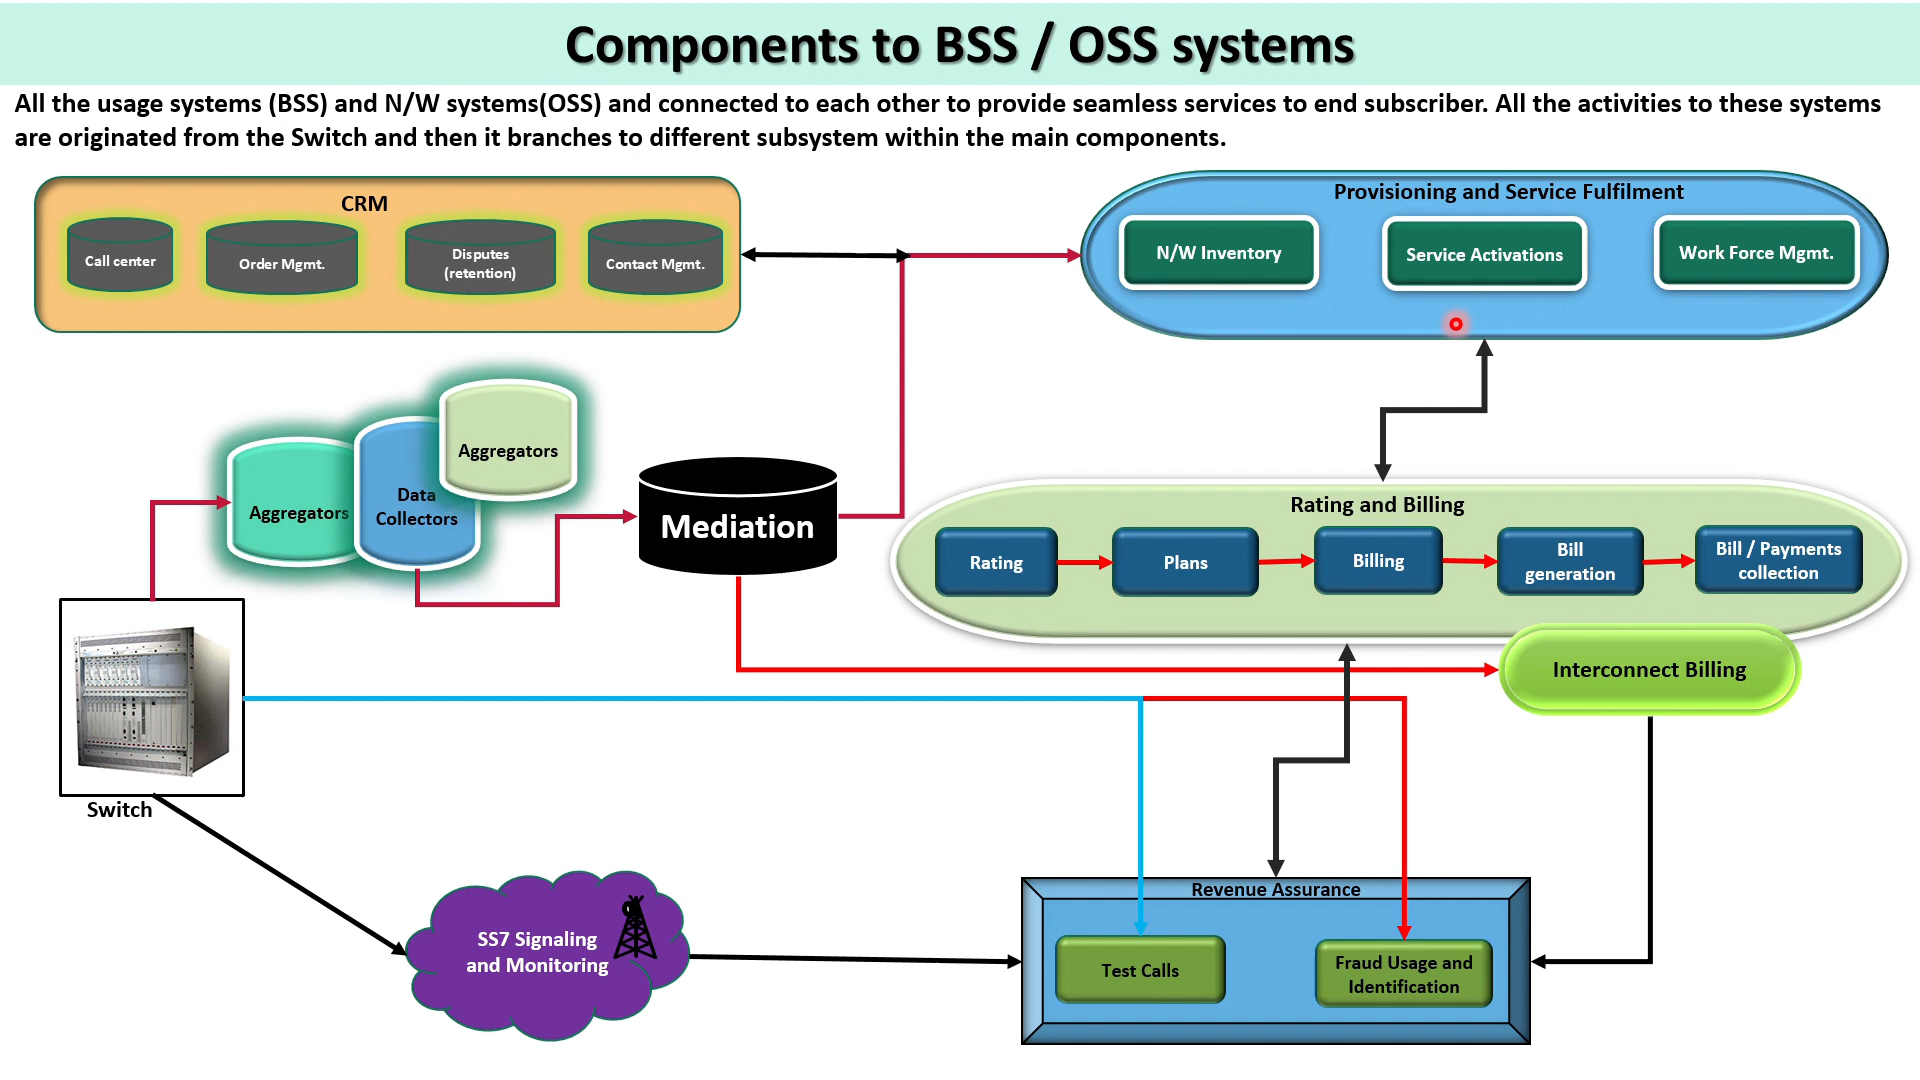 Components to BSS / OSS systems
All the usage systems (BSS) and N/W systems(OSS) and connected to each other to provide seamless services to end subscriber. All the activities to these systems
are originated from the Switch and then it branches to different subsystem within the main components.
CRM
Call center
Order Mgmt.
Disputes
(retention)
Contact Mgmt.
Provisioning and Service Fulfilment
N/W Inventory
Service Activations
Work Force Mgmt.
Aggregators
Data
Collectors
Aggregators
Mediation
Rating and Billing
Rating
Plans
Billing
Bill
generation
Bill / Payments
collection
Interconnect Billing
Switch
SS7 Signaling
and Monitoring
Revenue Assurance
Test Calls
Fraud Usage and
Identification